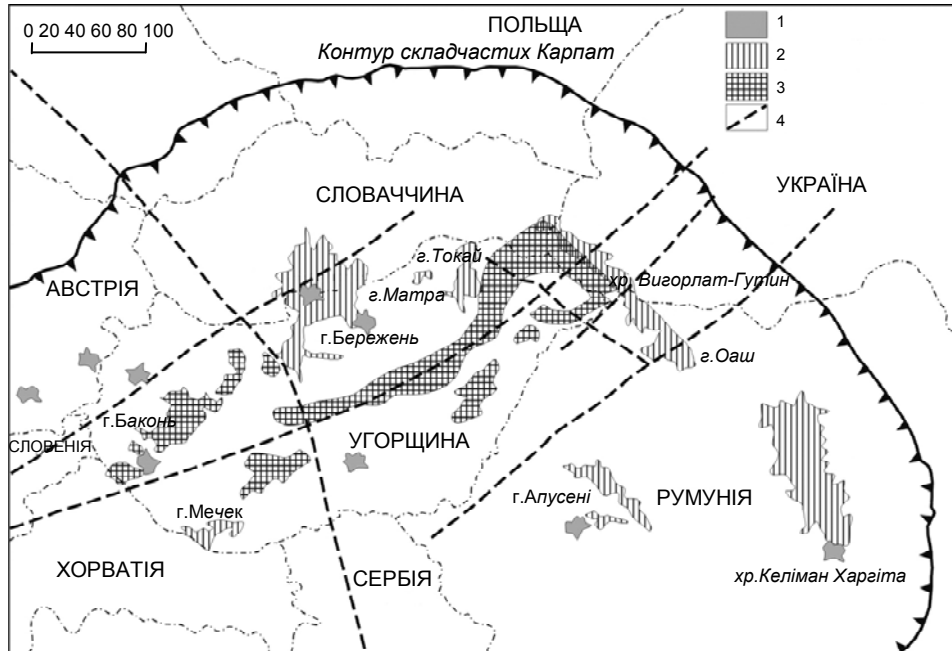 ПОЛЬЩА
0 20 40 60 80 100
Контур складчастих Карпат
1
2
3
4
СЛОВАЧЧИНА
УКРАЇНА
г.Токай
АВСТРІЯ
хр. Вигорлат-Гутин
г.Матра
г.Бережень
г.Оаш
г.Баконь
СЛОВЕНІЯ
УГОРЩИНА
г.Апусені
РУМУНІЯ
г.Мечек
ХОРВАТІЯ
СЕРБІЯ
хр.Келіман Харгіта